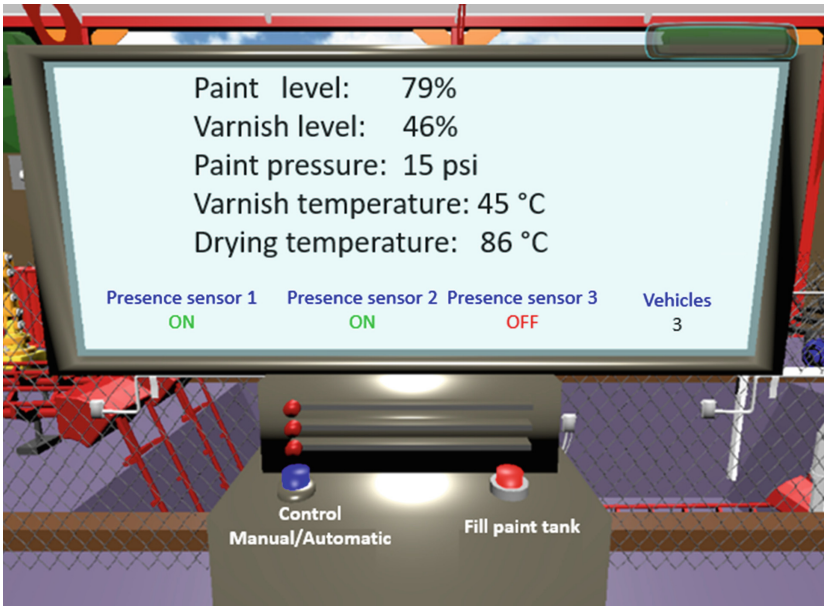 Paint level: 79%
Varnish level: 46%
Paint pressure: 15 psi
Varnish temperature: 45 °C
Drying temperature: 86 °C
Presence sensor 1 Presence sensor 2 Presence sensor 3 Vehicles
ON ON OFF 3
Control
Manual/Automatic
Fill paint tank